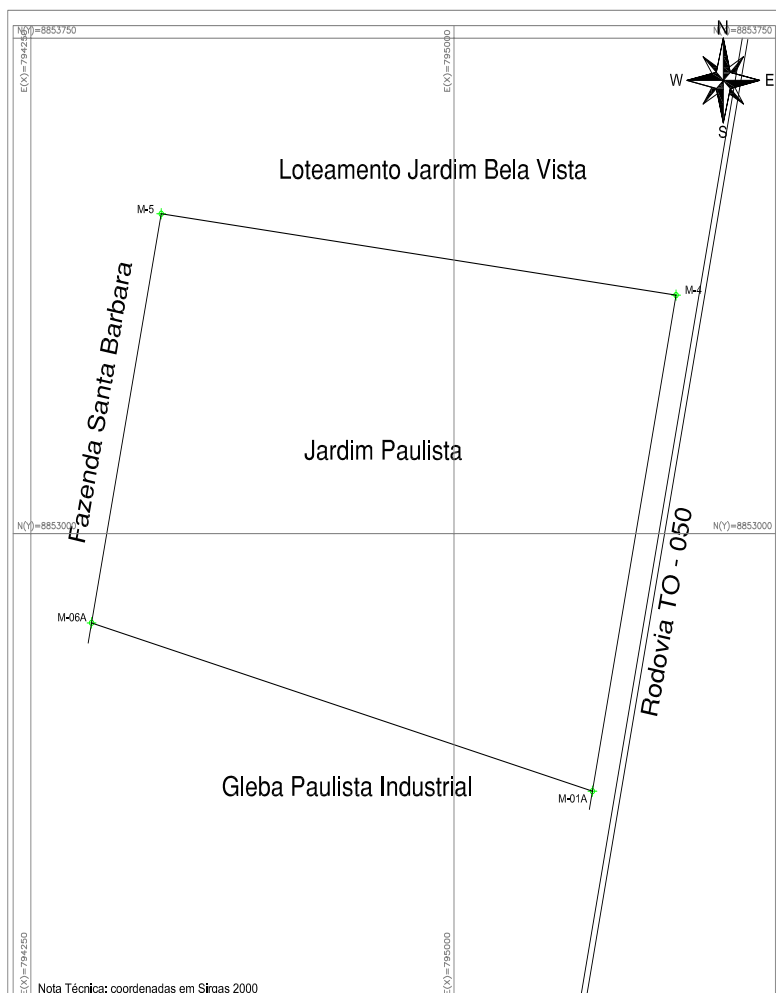 N(Y)=8853750
E(X)=794250
E(X)=795000
N(Y)=8853750
N
W
E
S
Loteamento Jardim Bela Vista
M-5
M-4
Fazenda Santa Barbara
Jardim Paulista
N(Y)=8853000
N(Y)=8853000
Rodovia TO - 050
M-06A
Gleba Paulista Industrial
M-01A
E(X)=794250
E(X)=795000
Nota Técnica: coordenadas em Sirgas 2000